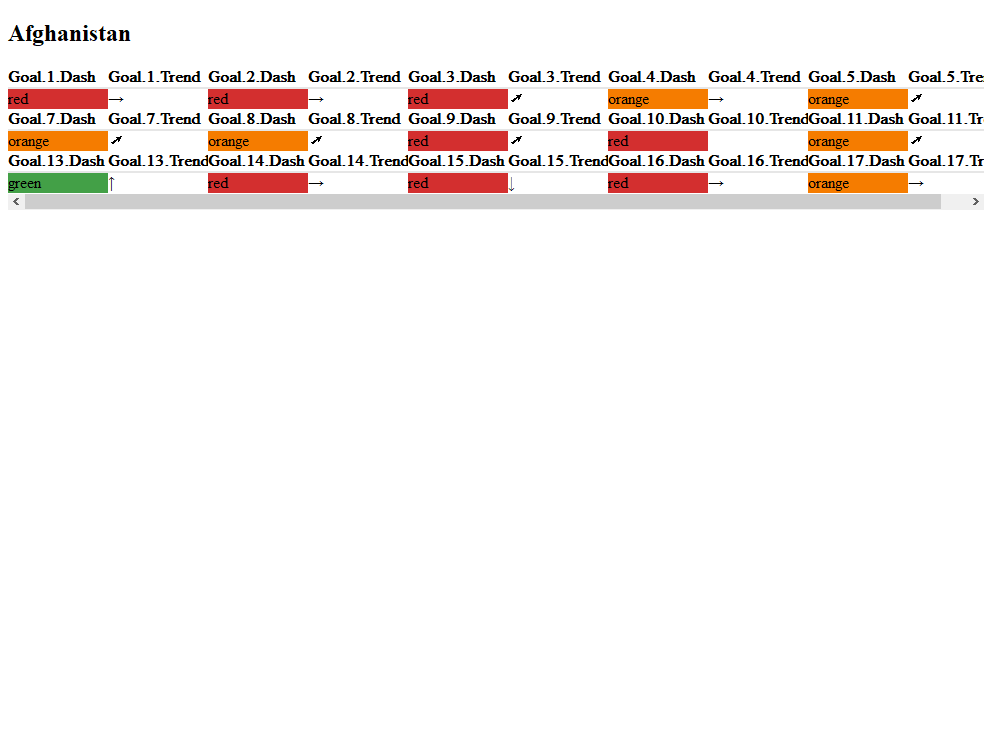 Afghanistan
Goal.1.Dash Goal.1.Trend Goal.2.Dash Goal.2.Trend Goal.3.Dash Goal.3.Trend Goal.4.Dash Goal.4.Trend Goal.5.Dash Goal.5.Tre
red → red → red ➚ orange → orange ➚
Goal.7.Dash Goal.7.Trend Goal.8.Dash Goal.8.Trend Goal.9.Dash Goal.9.Trend Goal.10.Dash Goal.10.Trend Goal.11.Dash Goal.11.Tr
orange ➚ orange ➚ red ➚ red orange ➚
Goal.13.Dash Goal.13.Trend Goal.14.Dash Goal.14.Trend Goal.15.Dash Goal.15.Trend Goal.16.Dash Goal.16.Trend Goal.17.Dash Goal.17.Tr
green ↑ red → red ↓ red → orange →